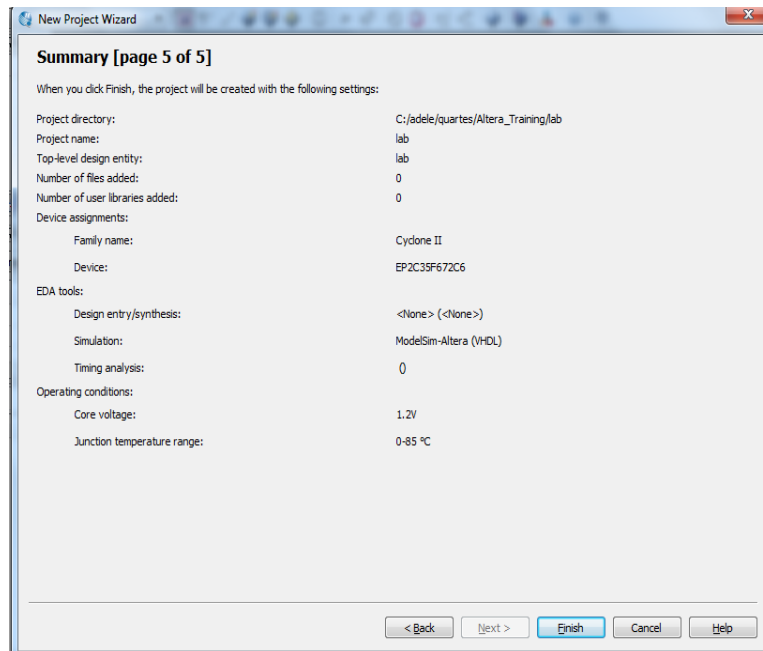 New Project Wizard
x
Summary [page 5 of 5]
When you click Finish, the project will be created with the following settings:
Project directory: C:/adele/quartes/Altera_Training/lab
Project name: lab
Top-level design entity: lab
Number of files added: 0
Number of user libraries added: 0
Device assignments:
Family name: Cyclone II
Device: EP2C35F672C6
EDA tools:
Design entry/synthesis: <None> (<None>)
Simulation: ModelSim-Altera (VHDL)
Timing analysis: ()
Operating conditions:
Core voltage: 1.2V
Junction temperature range: 0-85 °C
< Back Next > Finish Cancel Help